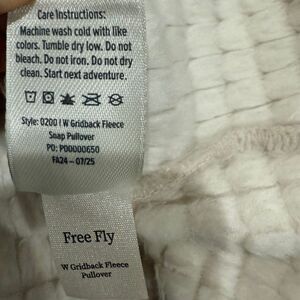 Care Instructions:
Machine wash cold with like
colors. Tumble dry low. Do not
bleach. Do not iron. Do not dry
clean. Start next adventure.
Style: 0200 | W Gridback Fleece
Snap Pullover
PO: P00000650
FA24 – 07/25
Free Fly
W Gridback Fleece
Pullover